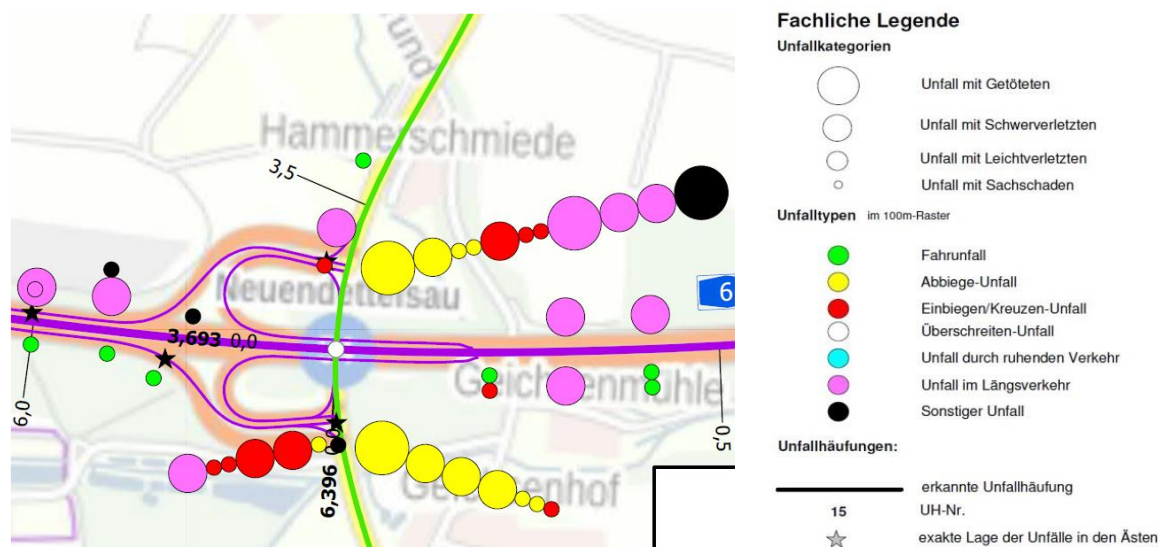 Hammerschmiede
3,5
Neuendettelsau
6
3,693 0,0
6,0
0,5
6,396
Fachliche Legende
Unfallkategorien
Unfall mit Getöteten
Unfall mit Schwerverletzten
Unfall mit Leichtverletzten
Unfall mit Sachschaden
Unfalltypen im 100m-Raster
Fahrunfall
Abbiege-Unfall
Einbiegen/Kreuzen-Unfall
Überschreiten-Unfall
Unfall durch ruhenden Verkehr
Unfall im Längsverkehr
Sonstiger Unfall
Unfallhäufungen:
erkannte Unfallhäufung
15 UH-Nr.
exakte Lage der Unfälle in den Ästen